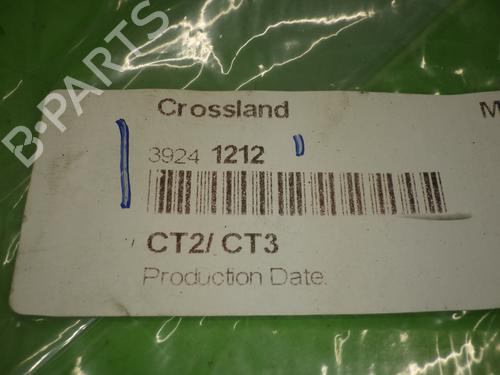 B-PARTS
Crossland
M
3924 1212
CT2/ CT3
Production Date: